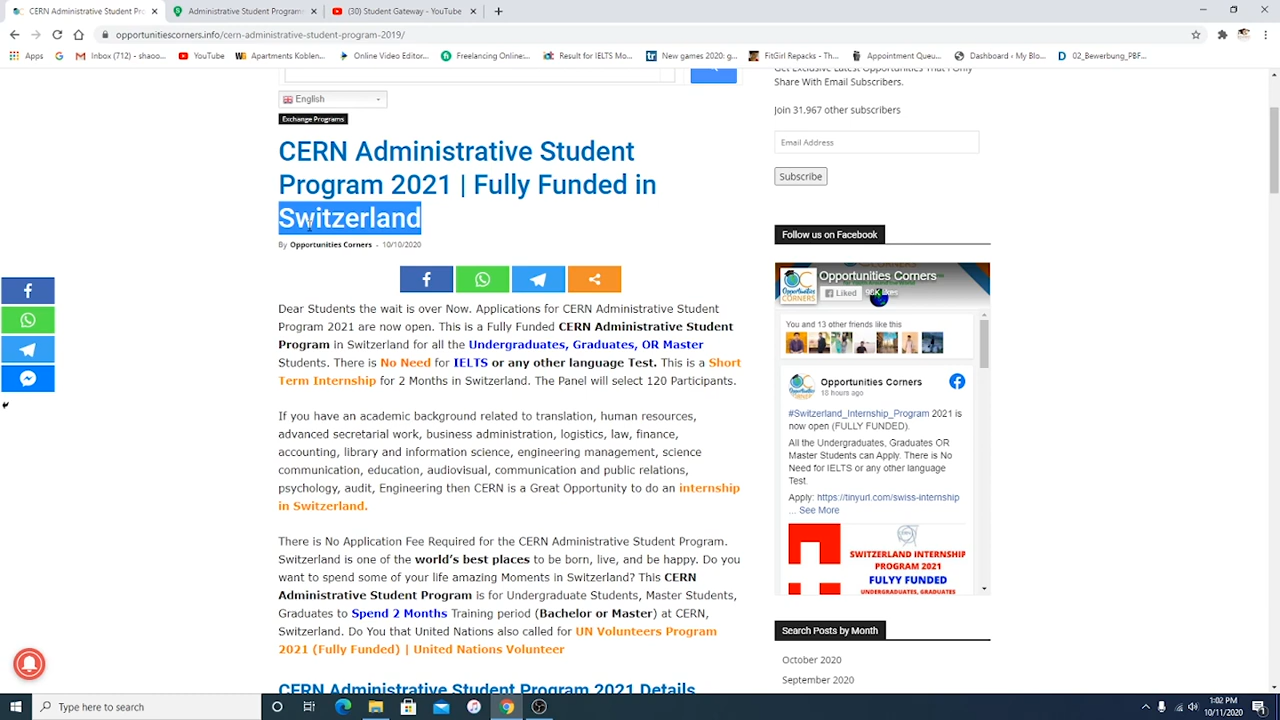 CERN Administrative Student Pro
Administrative Student Program
(30) Student Gateway - YouTube
opportunitiescorners.info/cern-administrative-student-program-2019/
Apps
Inbox (712) - shaoo...
YouTube
Apartments Koblen...
Online Video Editor...
Freelancing Online:...
Result for IELTS Mo...
New games 2020: g...
FitGirl Repacks - Th...
Appointment Queu...
Dashboard ‹ My Blo...
02_Bewerbung_PBF...
English
Exchange Programs
CERN Administrative Student
Program 2021 | Fully Funded in
Switzerland
By Opportunities Corners - 10/10/2020
Dear Students the wait is over Now. Applications for CERN Administrative Student
Program 2021 are now open. This is a Fully Funded CERN Administrative Student
Program in Switzerland for all the Undergraduates, Graduates, OR Master
Students. There is No Need for IELTS or any other language Test. This is a Short
Term Internship for 2 Months in Switzerland. The Panel will select 120 Participants.
If you have an academic background related to translation, human resources,
advanced secretarial work, business administration, logistics, law, finance,
accounting, library and information science, engineering management, science
communication, education, audiovisual, communication and public relations,
psychology, audit, Engineering then CERN is a Great Opportunity to do an internship
in Switzerland.
There is No Application Fee Required for the CERN Administrative Student Program.
Switzerland is one of the world's best places to be born, live, and be happy. Do you
want to spend some of your life amazing Moments in Switzerland? This CERN
Administrative Student Program is for Undergraduate Students, Master Students,
Graduates to Spend 2 Months Training period (Bachelor or Master) at CERN,
Switzerland. Do You that United Nations also called for UN Volunteers Program
2021 (Fully Funded) | United Nations Volunteer
CERN Administrative Student Program 2021 Details
Get Exclusive Latest Opportunities That I Only
Share With Email Subscribers.
Join 31,967 other subscribers
Email Address
Subscribe
Follow us on Facebook
Opportunities Corners
Liked
likes
You and 13 other friends like this
Opportunities Corners
18 hours ago
#Switzerland_Internship_Program 2021 is
now open (FULLY FUNDED).
All the Undergraduates, Graduates OR
Master Students can Apply. There is No
Need for IELTS or any other language
Test.
Apply: https://tinyurl.com/swiss-internship
... See More
SWITZERLAND INTERNSHIP
PROGRAM 2021
FULYY FUNDED
UNDERGRADUATES, GRADUATES
Search Posts by Month
October 2020
September 2020
Type here to search
1:02 PM
10/11/2020